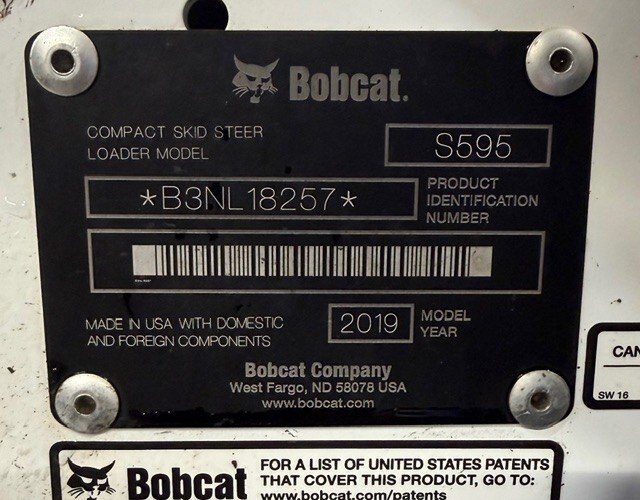 Bobcat.
COMPACT SKID STEER
LOADER MODEL
S595
*B3NL18257*
PRODUCT
IDENTIFICATION
NUMBER
MADE IN USA WITH DOMESTIC
AND FOREIGN COMPONENTS
2019
MODEL
YEAR
Bobcat Company
West Fargo, ND 58078 USA
www.bobcat.com
CAN
SW 16
Bobcat
FOR A LIST OF UNITED STATES PATENTS
THAT COVER THIS PRODUCT, GO TO:
www.bobcat.com/patents